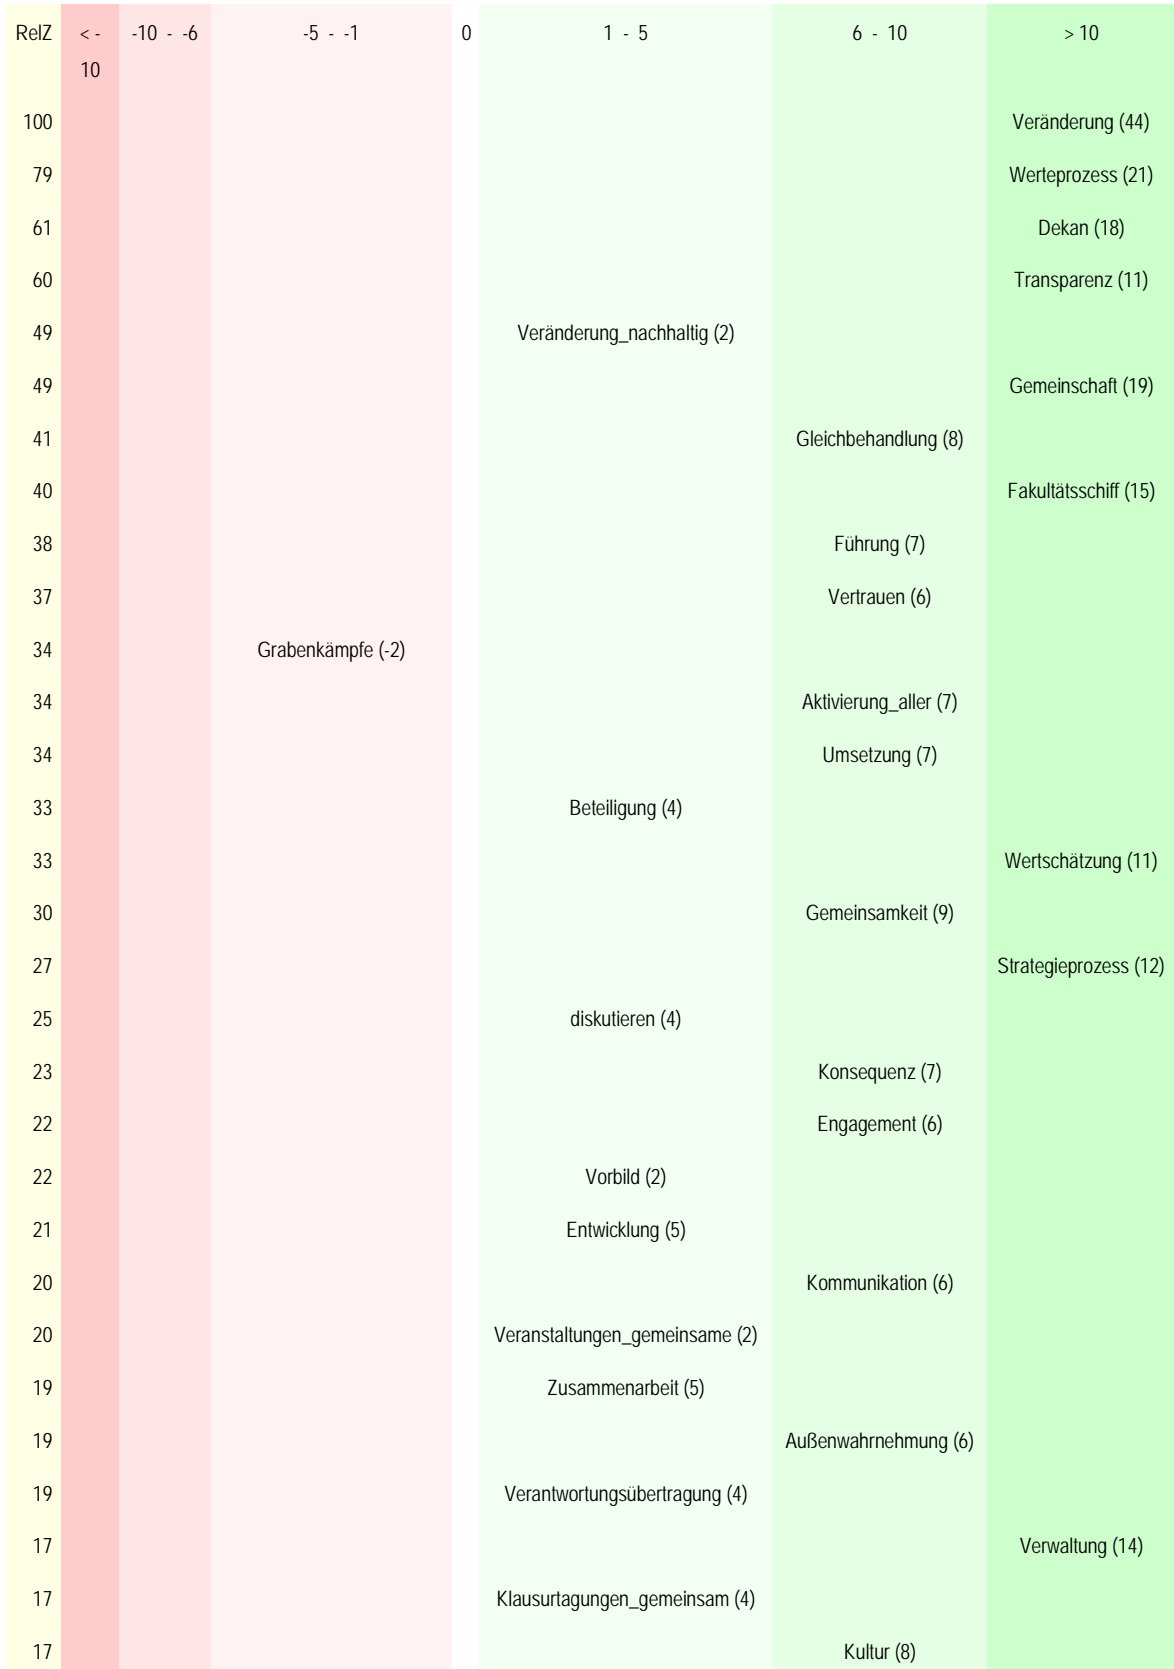 RelZ < - -10 - -6 -5 - -1 0 1 - 5 6 - 10 > 10
10
100 Veränderung (44)
79 Werteprozess (21)
61 Dekan (18)
60 Transparenz (11)
49 Veränderung_nachhaltig (2)
49 Gemeinschaft (19)
41 Gleichbehandlung (8)
40 Fakultätsschiff (15)
38 Führung (7)
37 Vertrauen (6)
34 Grabenkämpfe (-2)
34 Aktivierung_aller (7)
34 Umsetzung (7)
33 Beteiligung (4)
33 Wertschätzung (11)
30 Gemeinsamkeit (9)
27 Strategieprozess (12)
25 diskutieren (4)
23 Konsequenz (7)
22 Engagement (6)
22 Vorbild (2)
21 Entwicklung (5)
20 Kommunikation (6)
20 Veranstaltungen_gemeinsame (2)
19 Zusammenarbeit (5)
19 Außenwahrnehmung (6)
19 Verantwortungsübertragung (4)
17 Verwaltung (14)
17 Klausurtagungen_gemeinsam (4)
17 Kultur (8)